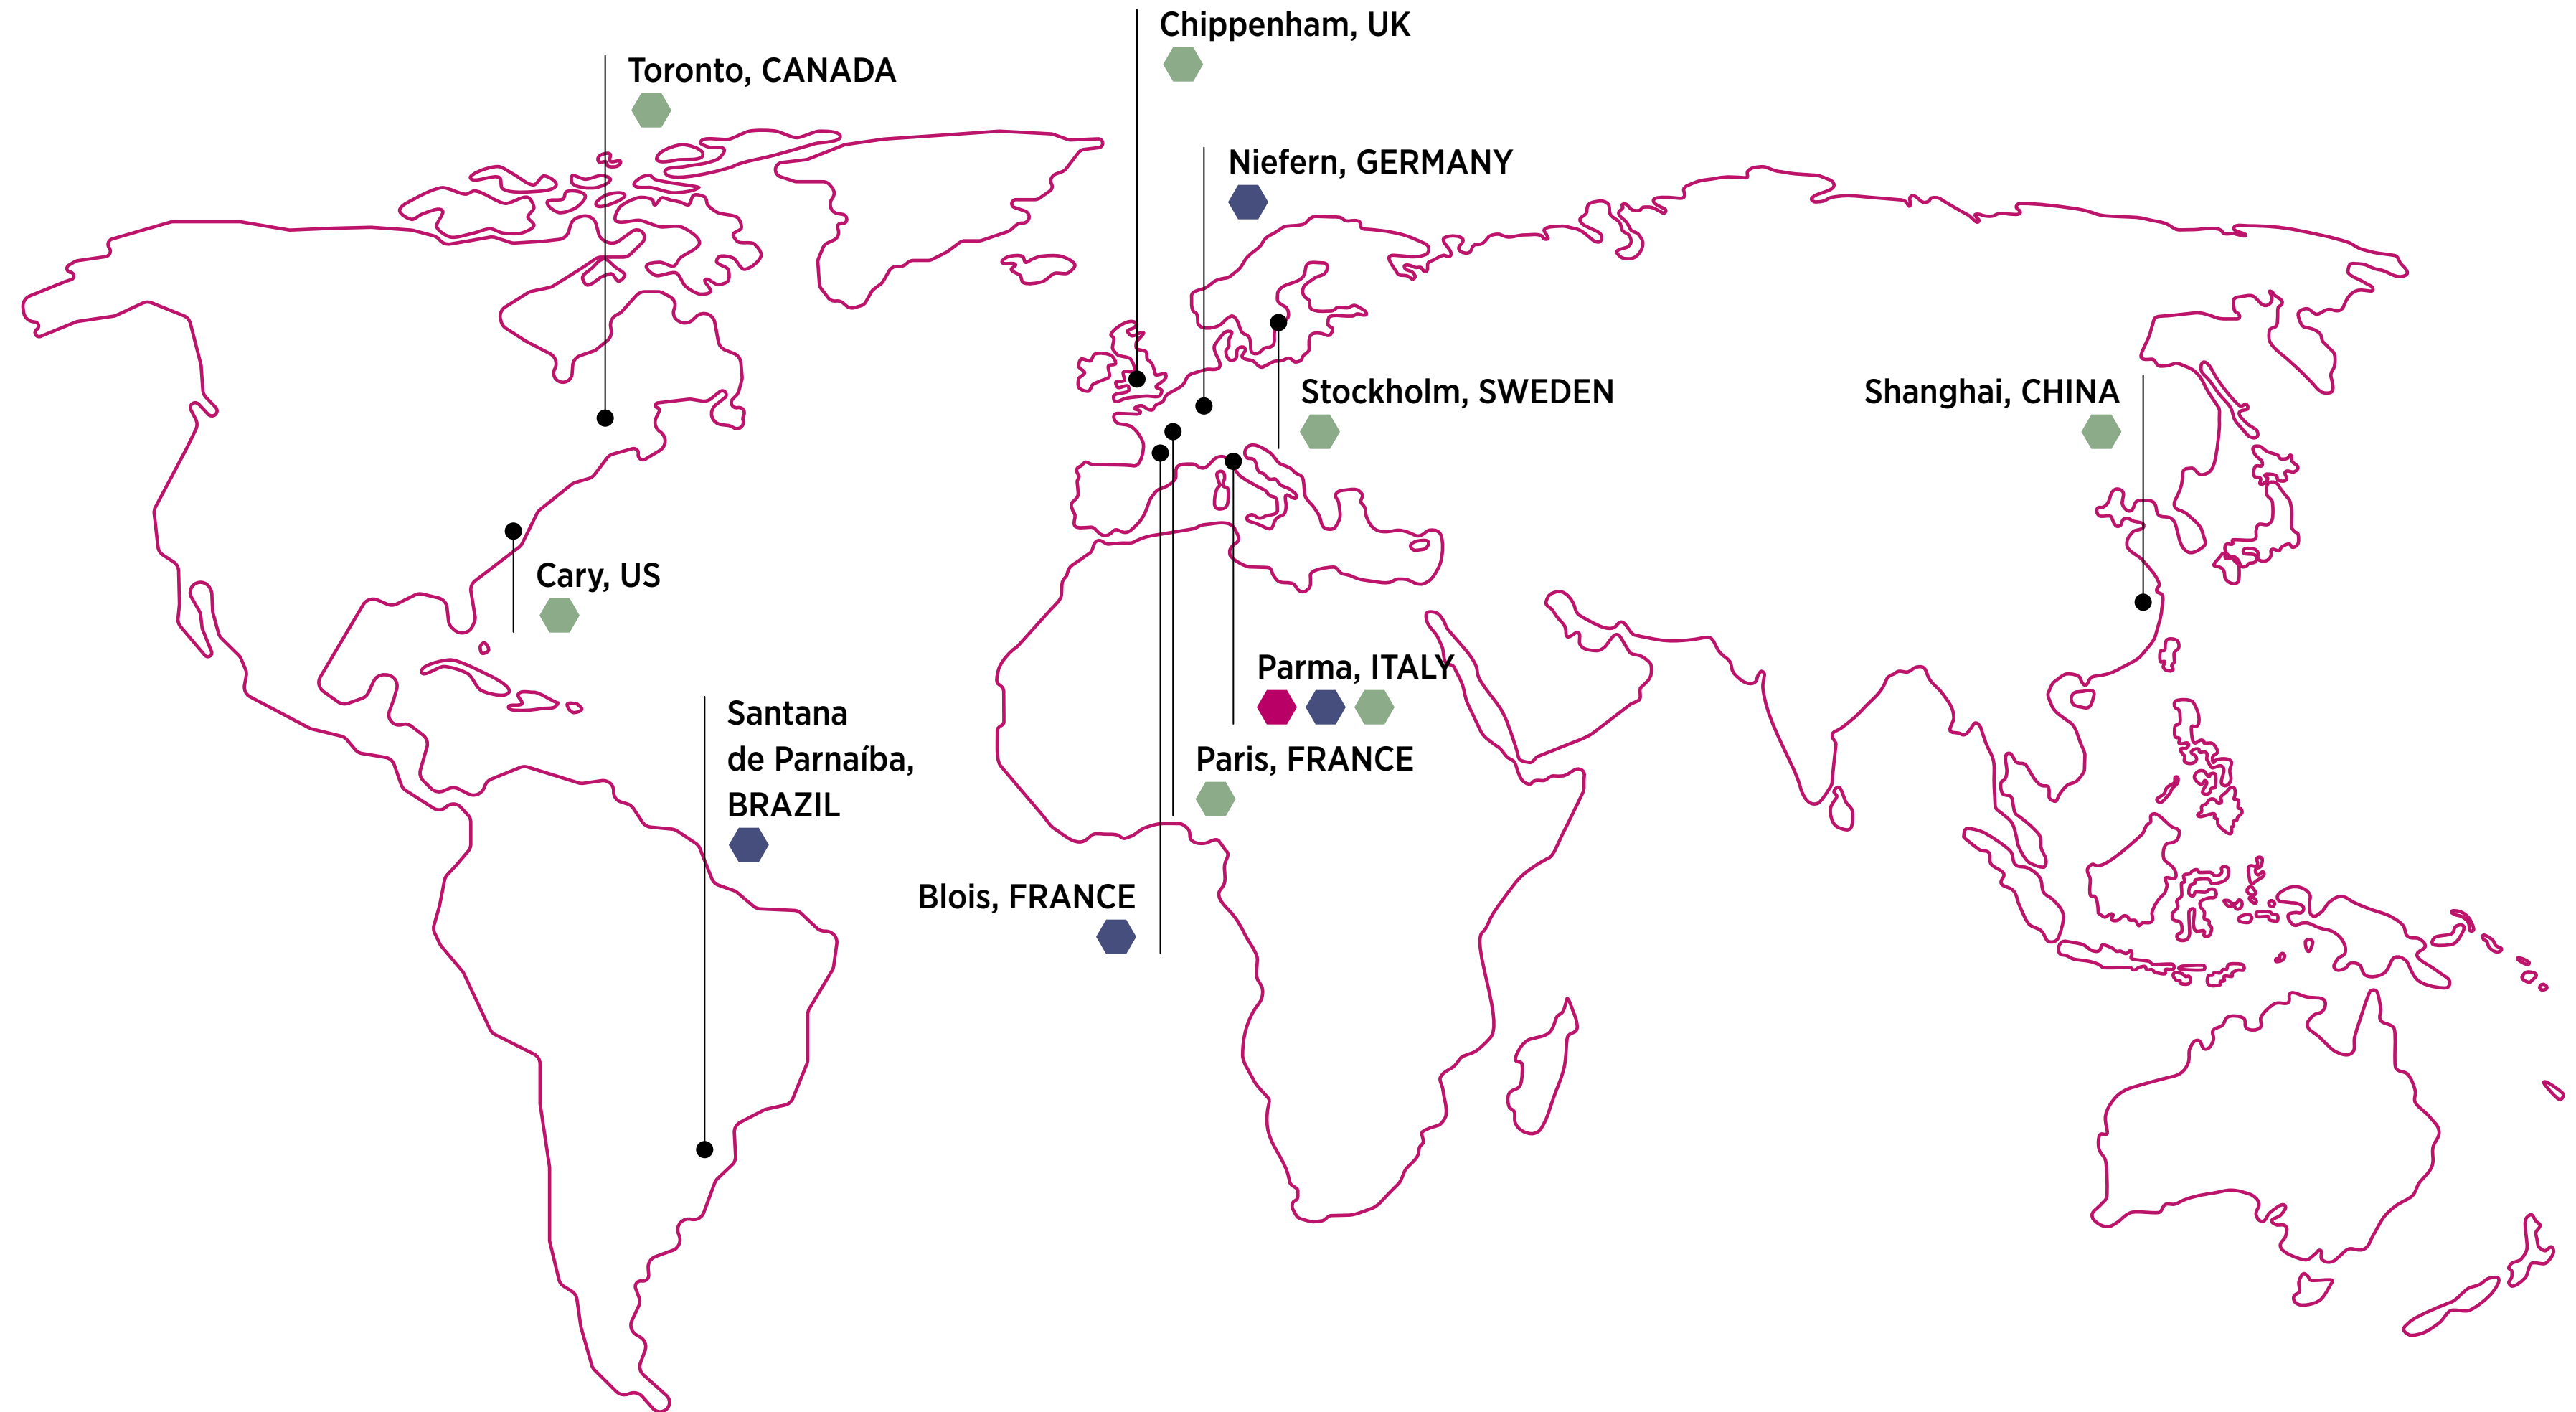 Chippenham, UK
Toronto, CANADA
Niefern, GERMANY
Stockholm, SWEDEN
Shanghai, CHINA
Cary, US
Parma, ITALY
Santana
de Parnaíba,
BRAZIL
Paris, FRANCE
Blois, FRANCE